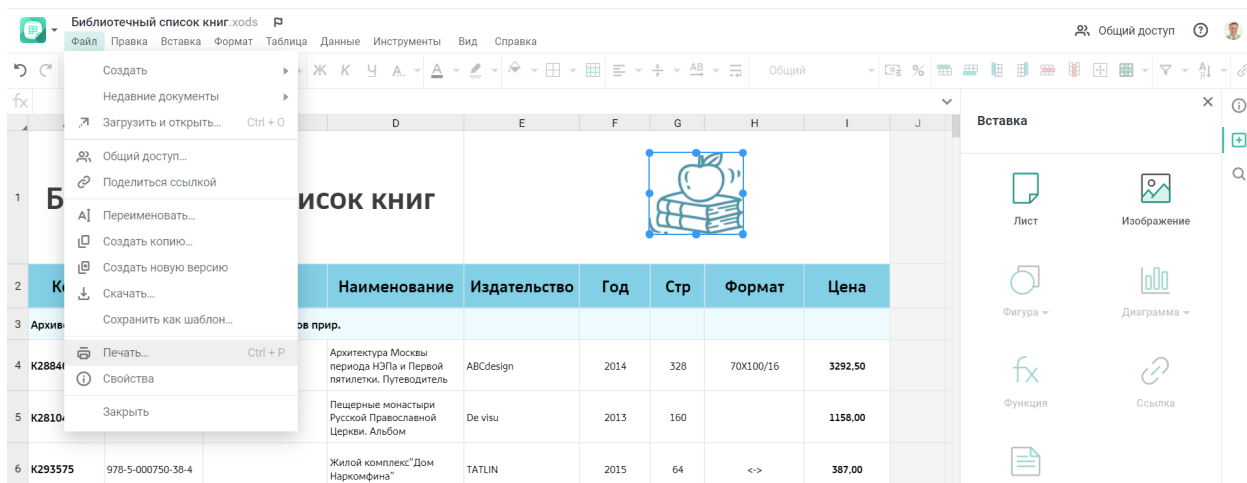 Библиотечный список книг.xods
Файл Правка Вставка Формат Таблица Данные Инструменты Вид Справка
Общий доступ
Ж К Ч А.. А АВ Общий %
fx
Создать
Недавние документы
Загрузить и открыть... Ctrl + O
Общий доступ...
Поделиться ссылкой
Переименовать...
Создать копию...
Создать новую версию
Скачать...
Сохранить как шаблон...
Печать... Ctrl + P
Свойства
Закрыть
D E F G H I J
1 Б исок книг
2 Наименование Издательство Год Стр Формат Цена
3 ов прир.
4 Архитектура Москвы
периода НЭПа и Первой
пятилетки. Путеводитель
ABCdesign 2014 328 70X100/16 3292,50
5 Пещерные монастыри
Русской Православной
Церкви. Альбом
De visu 2013 160 1158,00
6 K293575 978-5-000750-38-4 Жилой комплекс"Дом
Наркомфина"
TATLIN 2015 64 <-> 387,00
Вставка
Лист Изображение
Фигура Диаграмма
Функция Ссылка